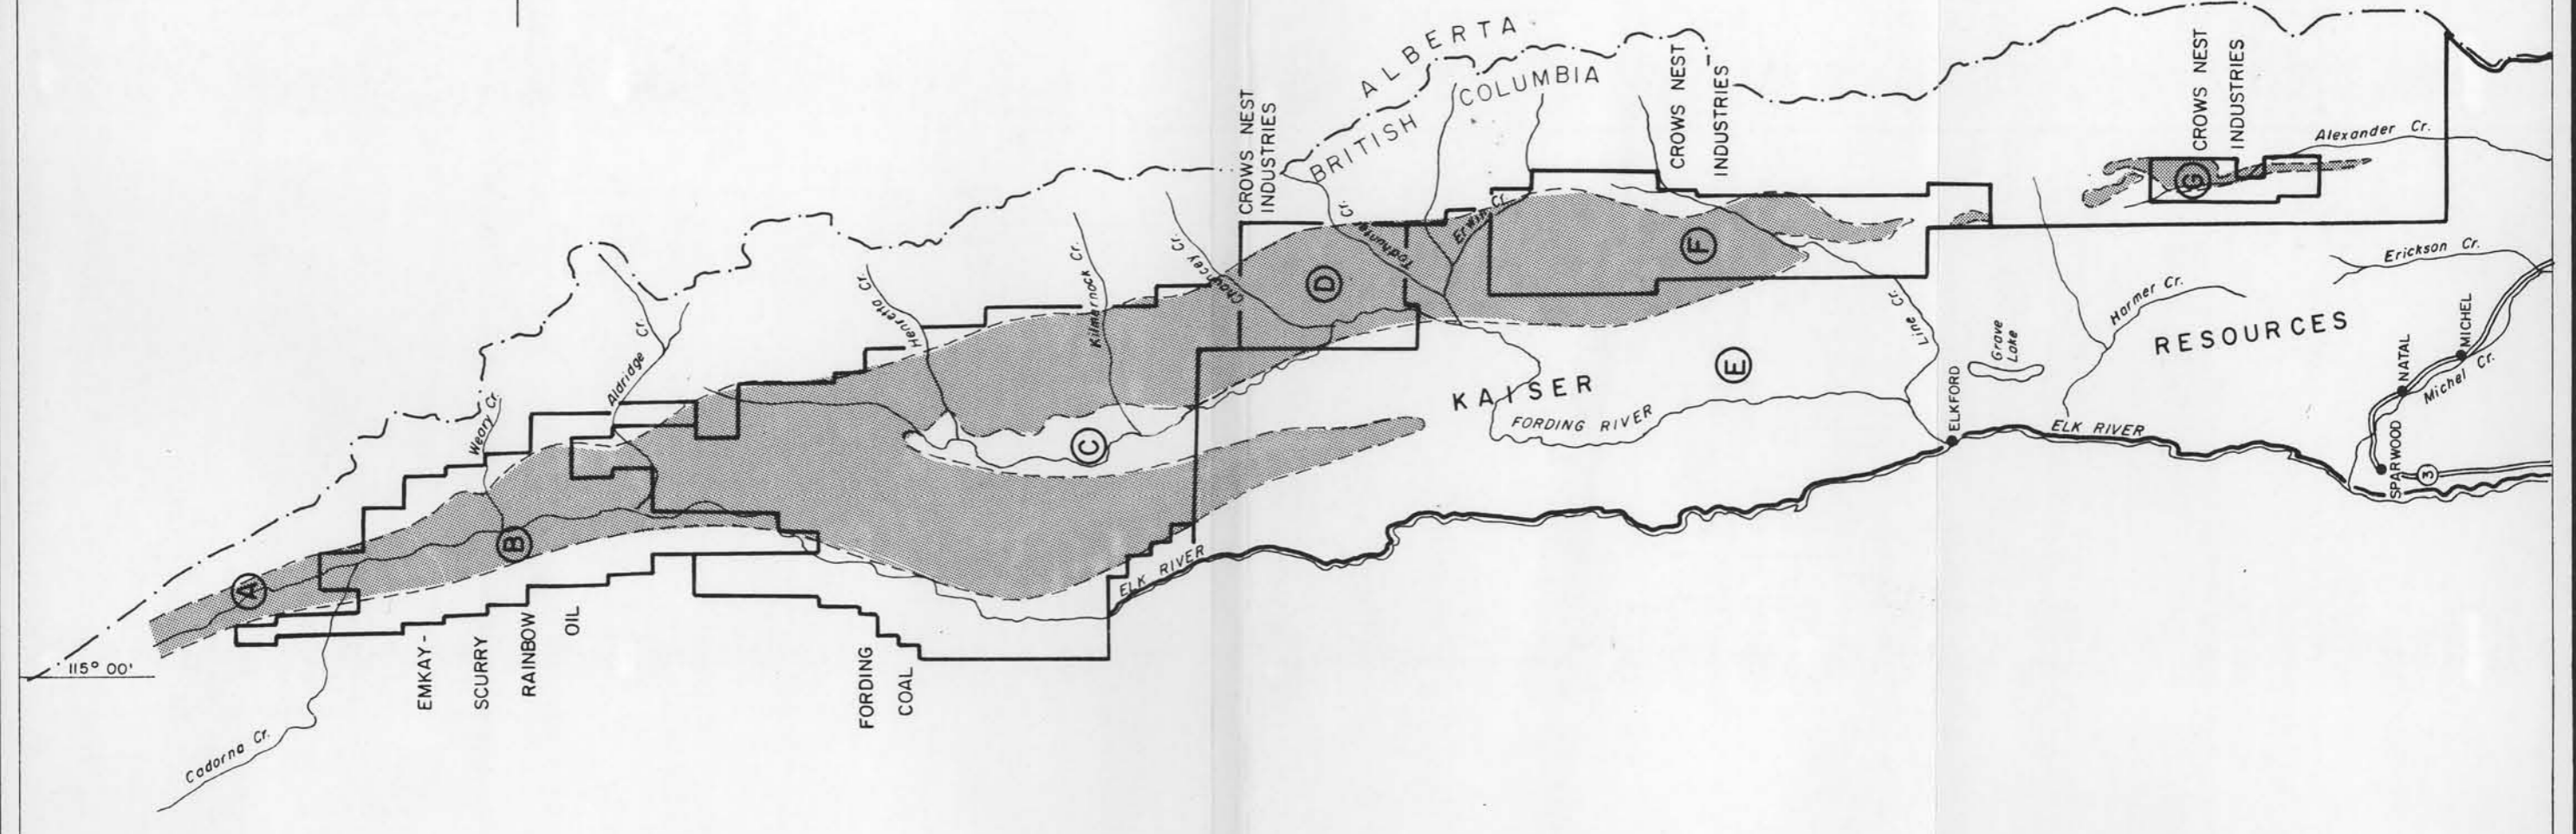 ALBERTA
BRITISH COLUMBIA
115° 00'
Cadorna Cr.
Weary Cr.
Aldridge Cr.
Henretta Cr.
Kilmarnock Cr.
Chauncey Cr.
Todhunter Cr.
Ewin Cr.
Line Cr.
Grave
Lake
Harmer Cr.
Erickson Cr.
Alexander Cr.
Michel Cr.
CROWS NEST
INDUSTRIES
CROWS NEST
INDUSTRIES
CROWS NEST
INDUSTRIES
A
B
C
D
E
F
G
EMKAY-
SCURRY
RAINBOW
OIL
FORDING
COAL
KAISER RESOURCES
FORDING RIVER
ELK RIVER
ELK RIVER
ELKFORD
SPARWOOD
NATAL
MICHEL
3